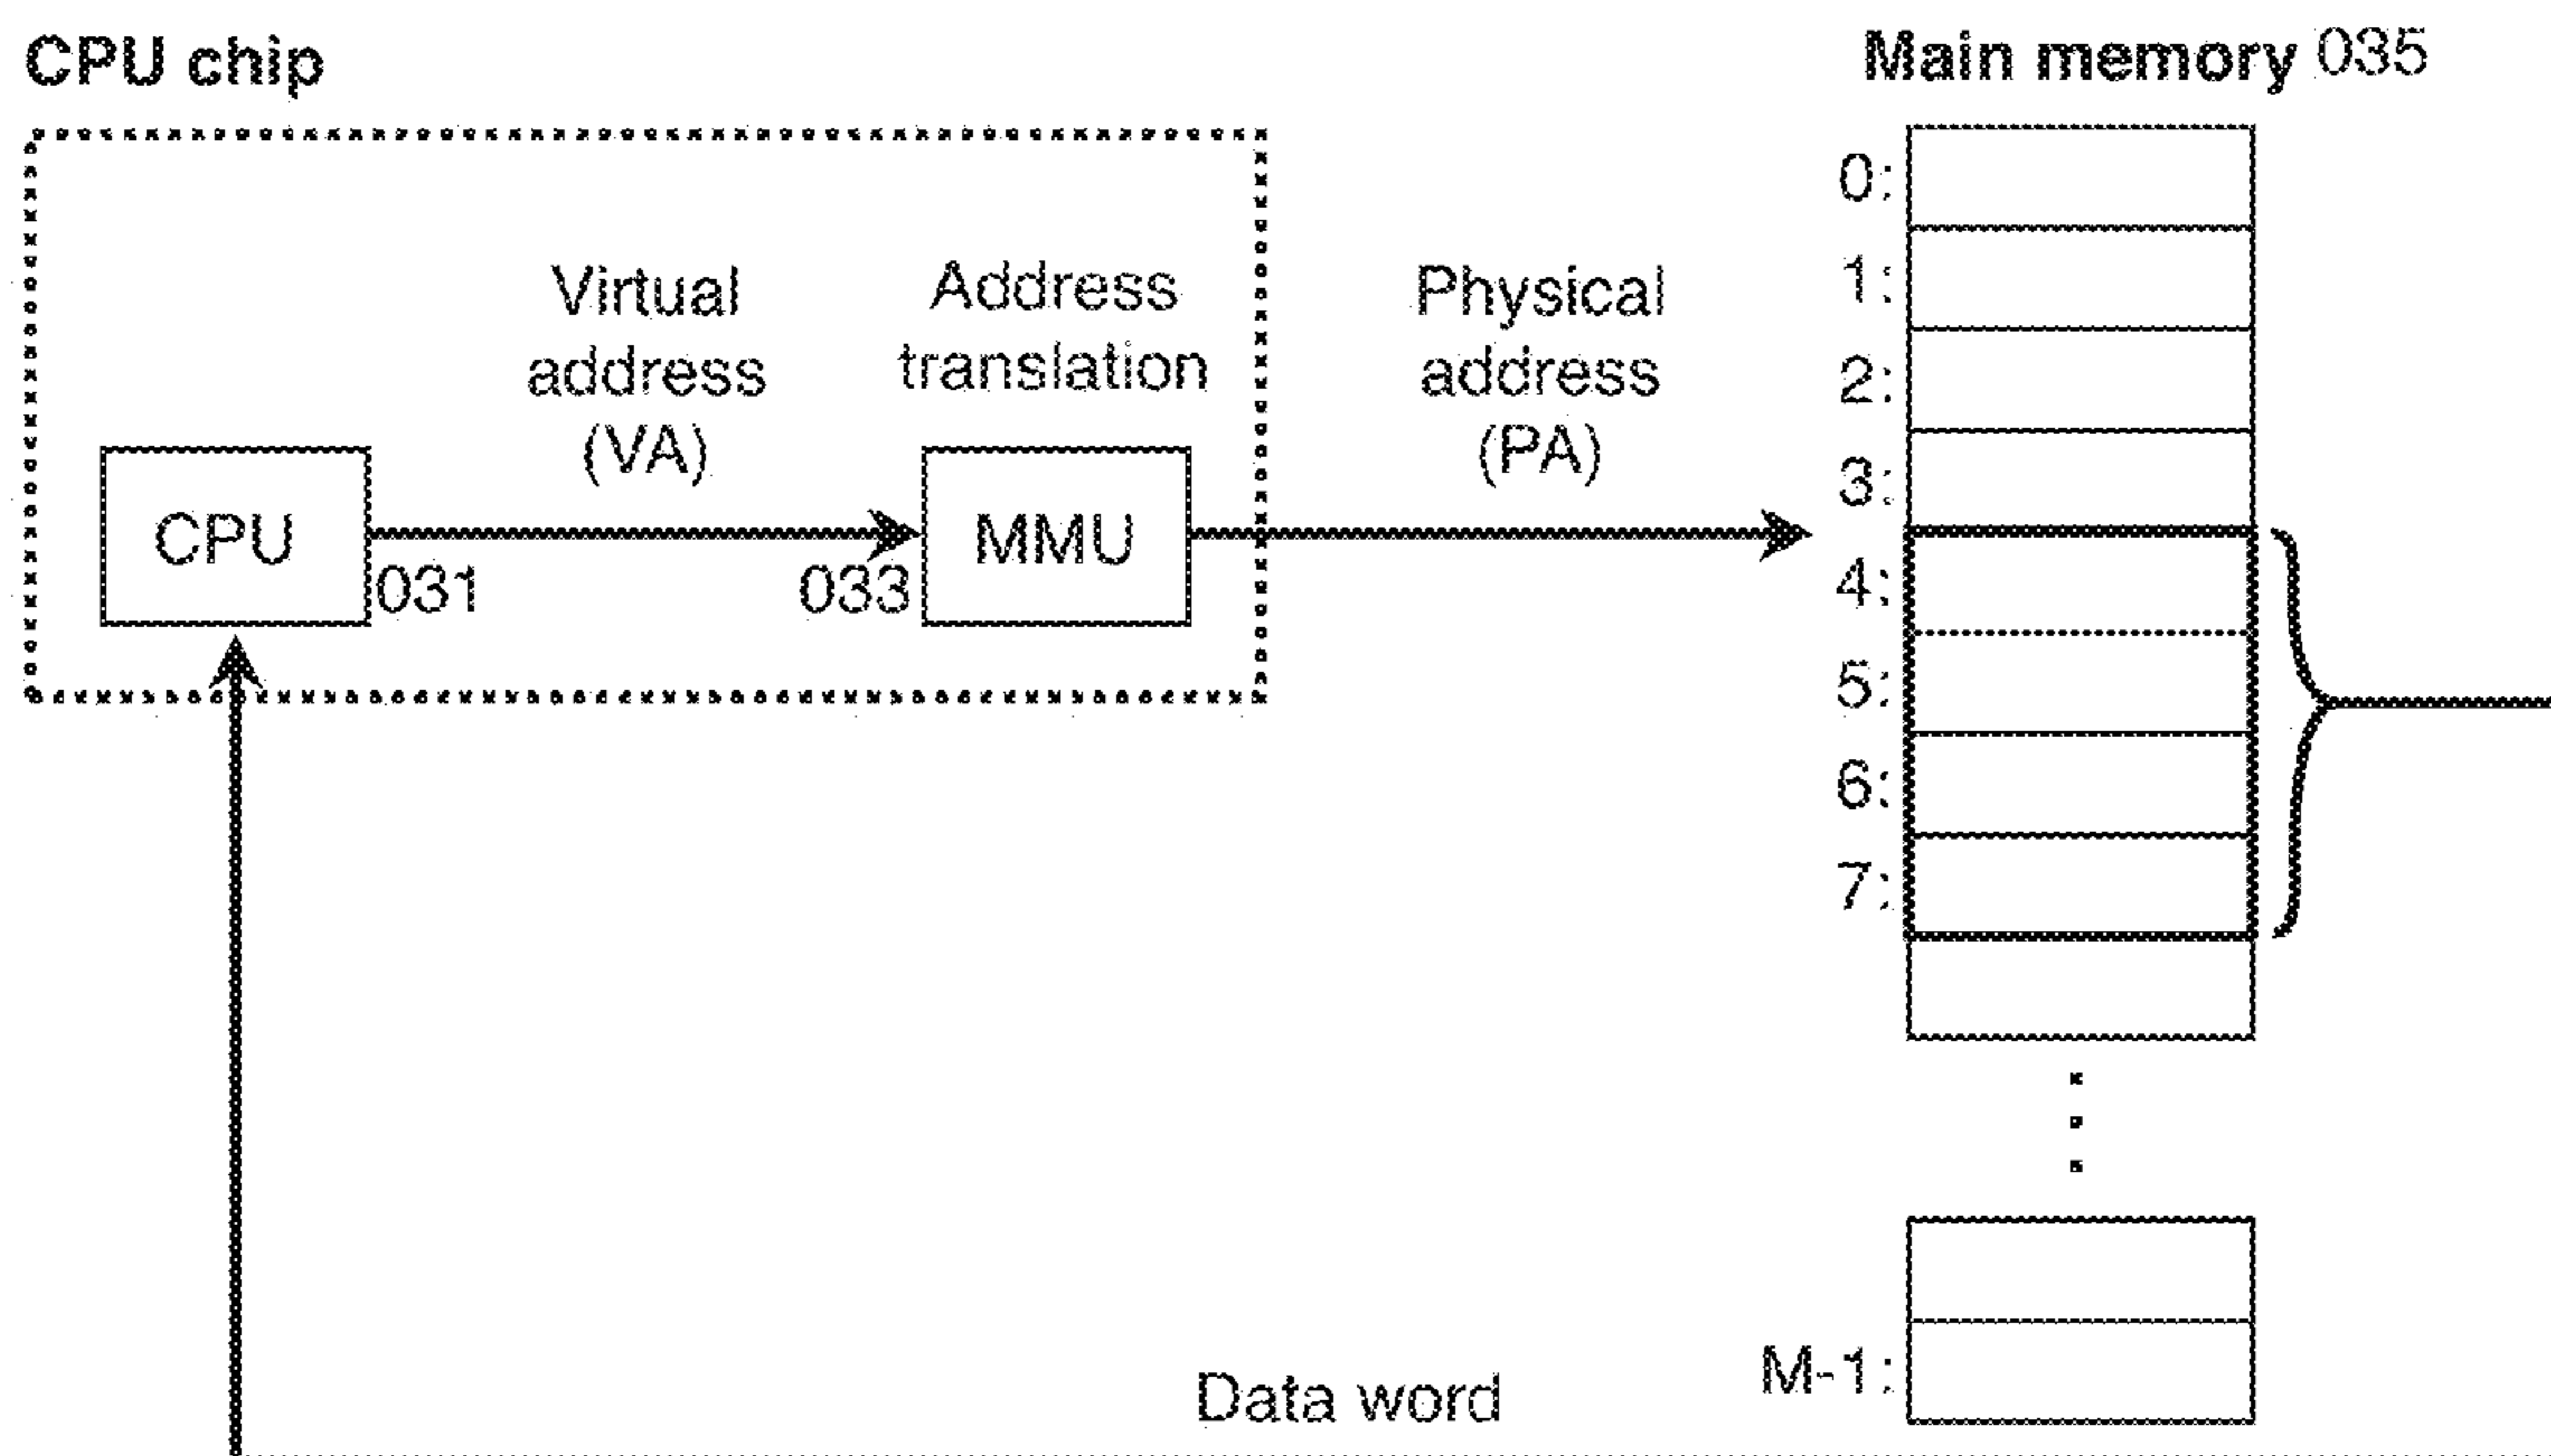 CPU chip
Main memory 035
Virtual
address
(VA)
Address
translation
Physical
address
(PA)
CPU
031
033
MMU
0:
1:
2:
3:
4:
5:
6:
7:
M-1:
Data word